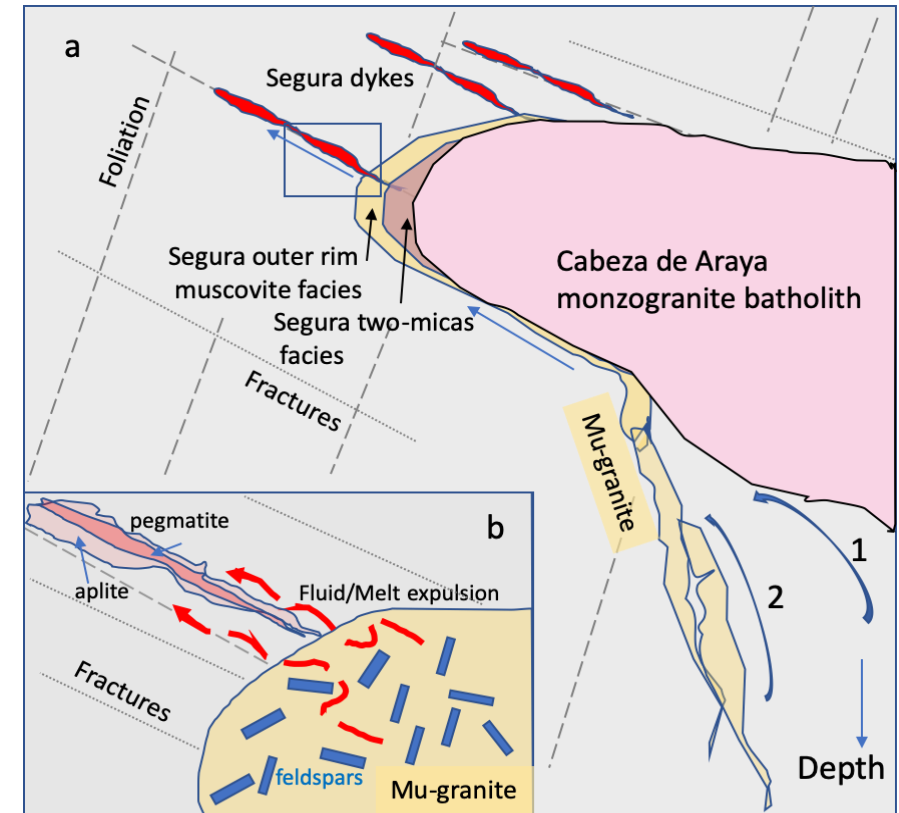 a
Segura dykes
Foliation
Segura outer rim
muscovite facies
Segura two-micas
facies
Cabeza de Araya
monzogranite batholith
Fractures
Mu-granite
1
2
Depth
b
pegmatite
aplite
Fluid/Melt expulsion
Fractures
feldspars
Mu-granite